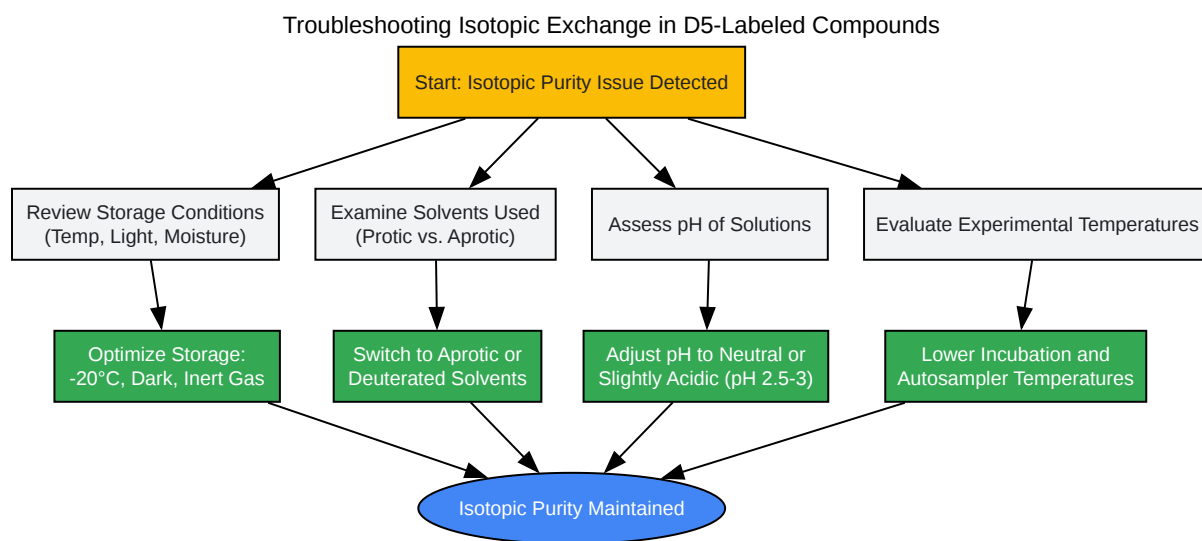 Troubleshooting Isotopic Exchange in D5-Labeled Compounds
Start: Isotopic Purity Issue Detected
Review Storage Conditions
(Temp, Light, Moisture)
Examine Solvents Used
(Protic vs. Aprotic)
Assess pH of Solutions
Evaluate Experimental Temperatures
Optimize Storage:
-20°C, Dark, Inert Gas
Switch to Aprotic or
Deuterated Solvents
Adjust pH to Neutral or
Slightly Acidic (pH 2.5-3)
Lower Incubation and
Autosampler Temperatures
Isotopic Purity Maintained